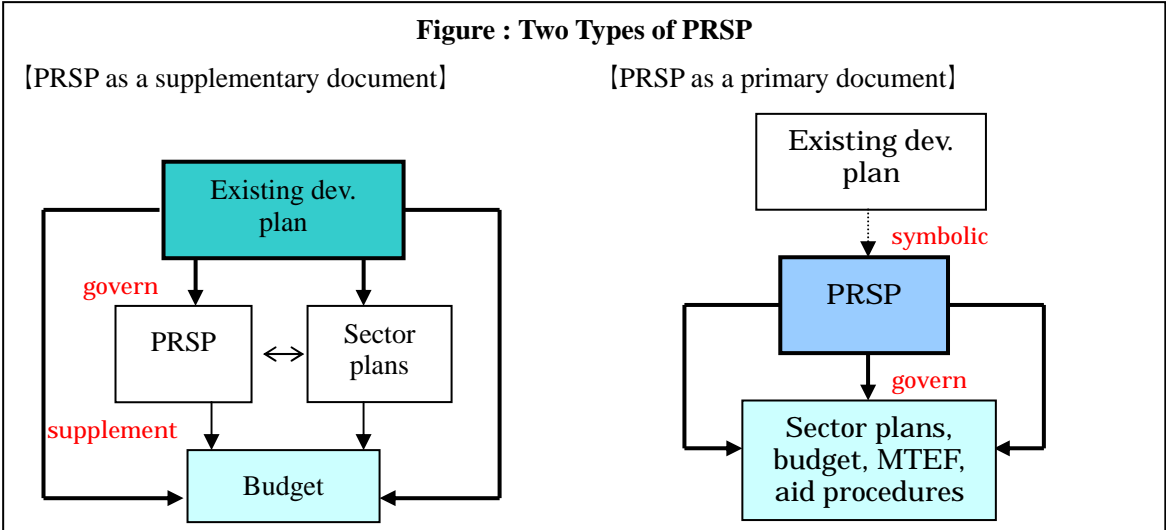 Figure : Two Types of PRSP
【PRSP as a supplementary document】
Existing dev.
plan
govern
PRSP
Sector
plans
supplement
Budget
【PRSP as a primary document】
Existing dev.
plan
symbolic
PRSP
govern
Sector plans,
budget, MTEF,
aid procedures